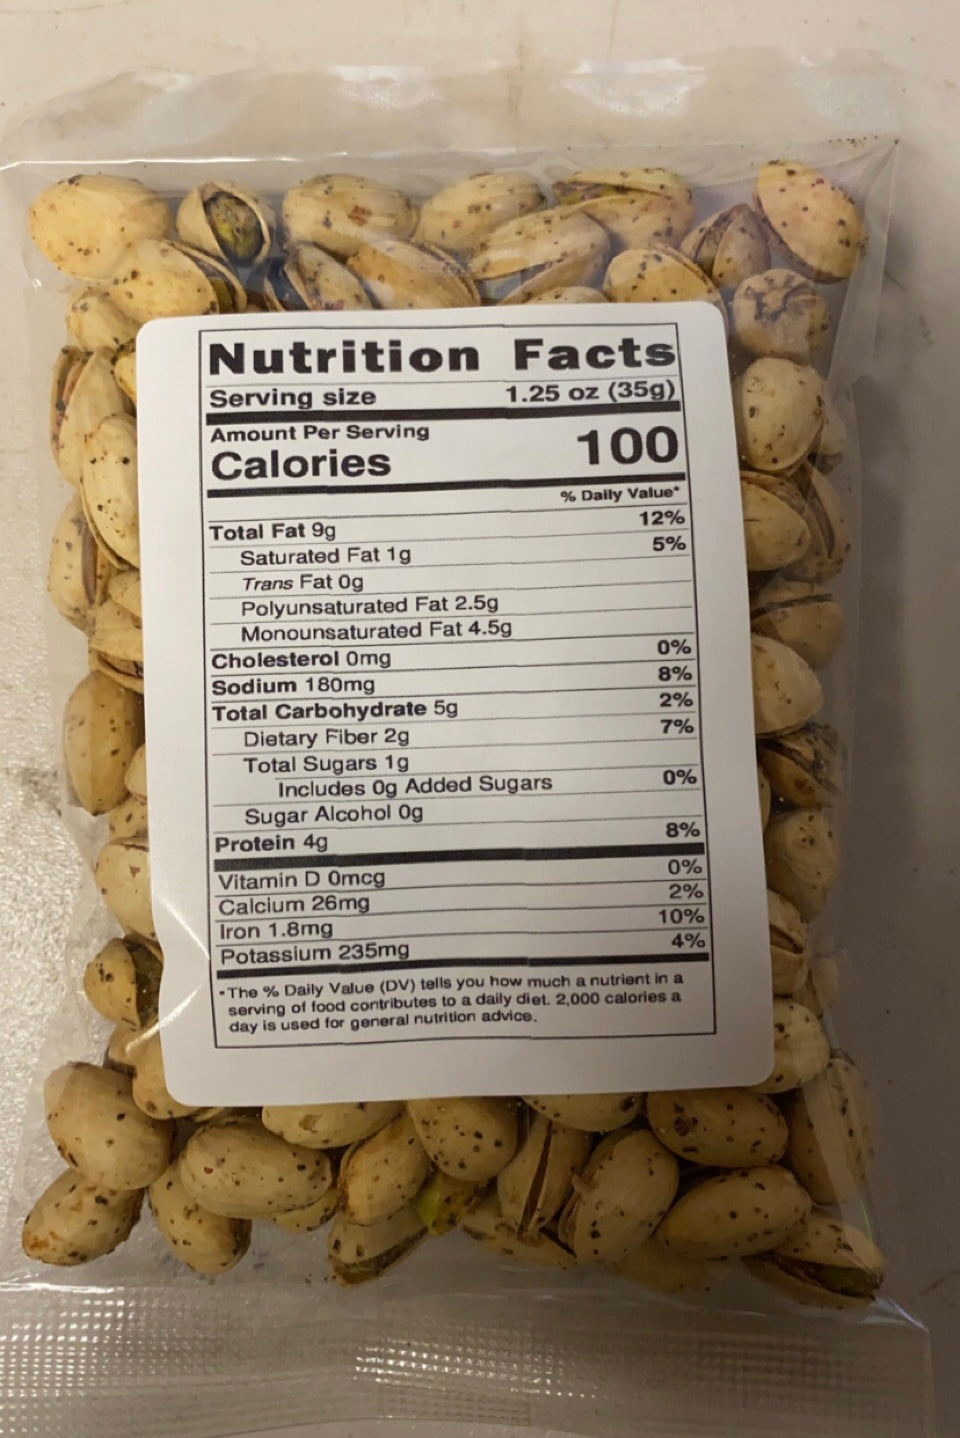 Nutrition Facts
Serving size 1.25 oz (35g)
Amount Per Serving
Calories 100
% Daily Value*
Total Fat 9g 12%
Saturated Fat 1g 5%
Trans Fat 0g
Polyunsaturated Fat 2.5g
Monounsaturated Fat 4.5g
Cholesterol 0mg 0%
Sodium 180mg 8%
Total Carbohydrate 5g 2%
Dietary Fiber 2g 7%
Total Sugars 1g
Includes 0g Added Sugars 0%
Sugar Alcohol 0g
Protein 4g 8%
Vitamin D 0mcg 0%
Calcium 26mg 2%
Iron 1.8mg 10%
Potassium 235mg 4%
*The % Daily Value (DV) tells you how much a nutrient in a
serving of food contributes to a daily diet. 2,000 calories a
day is used for general nutrition advice.